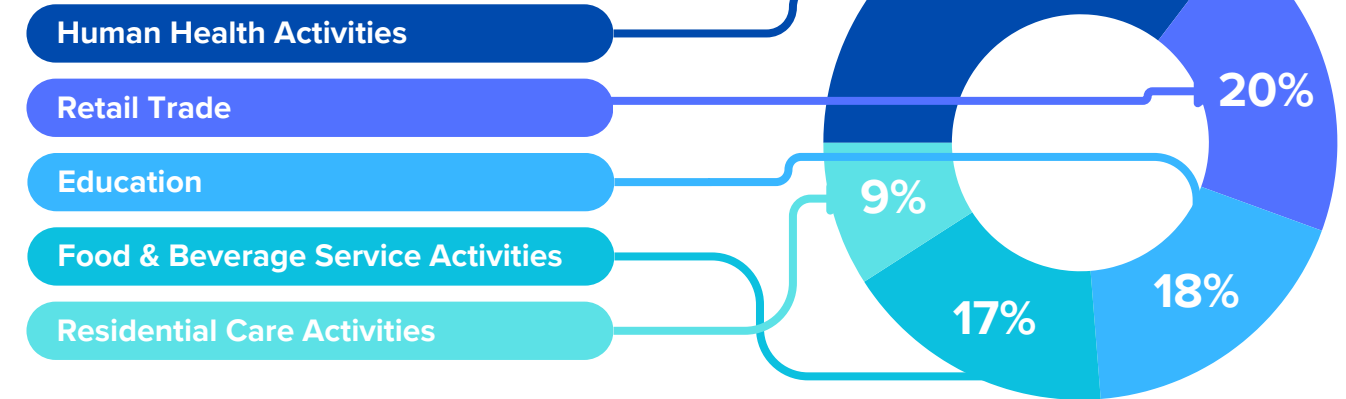 Human Health Activities
Retail Trade
20%
Education
9%
Food & Beverage Service Activities
18%
17%
Residential Care Activities